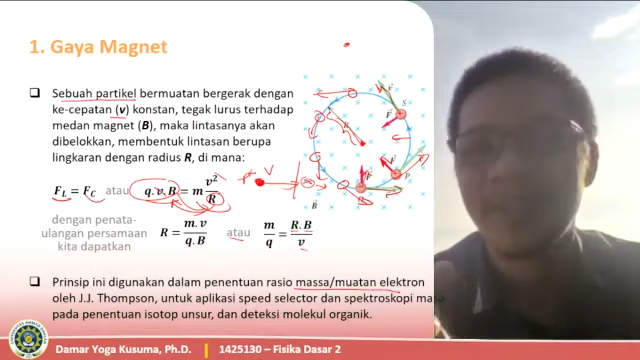 1. Gaya Magnet
❑ Sebuah partikel bermuatan bergerak dengan
ke-cepatan (v) konstan, tegak lurus terhadap
medan magnet (B), maka lintasanya akan
dibelokkan, membentuk lintasan berupa
lingkaran dengan radius R, di mana:
F_L = F_C atau q.v.B = m v²/R
dengan penata-
ulangan persamaan
kita dapatkan
R = m.v/q.B atau m/q = R.B/v
❑ Prinsip ini digunakan dalam penentuan rasio massa/muatan elektron
oleh J.J. Thompson, untuk aplikasi speed selector dan spektroskopi masa
pada penentuan isotop unsur, dan deteksi molekul organik.
v
S
F
R
F
P
V
F
Q
B
Damar Yoga Kusuma, Ph.D. 1425130 – Fisika Dasar 2